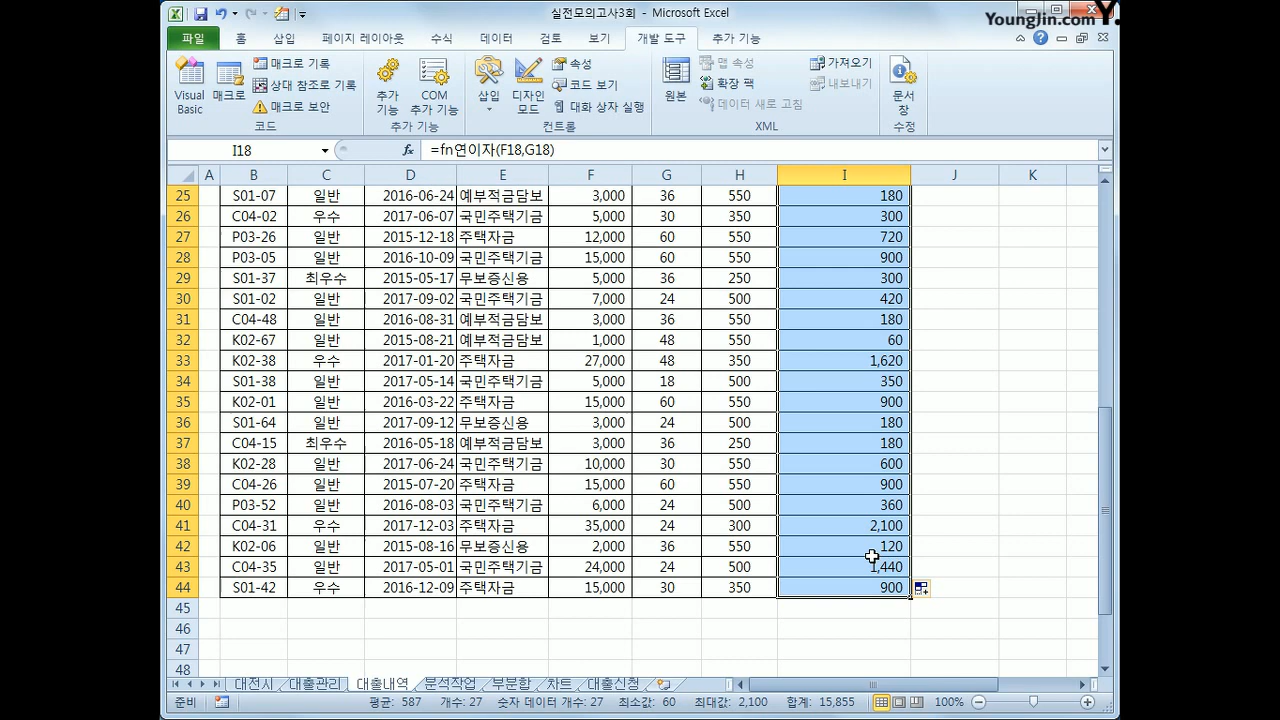 실전모의고사3회 - Microsoft Excel
YoungJin.com Y.
파일 홈 삽입 페이지 레이아웃 수식 데이터 검토 보기 개발 도구 추가 기능
Visual Basic 매크로 매크로 기록 상대 참조로 기록 매크로 보안 코드
추가 기능 COM 추가 기능 추가 기능
삽입 디자인 모드 속성 코드 보기 대화 상자 실행 컨트롤
원본 맵 속성 확장 팩 데이터 새로 고침 가져오기 내보내기 XML
문서 창 수정
I18 fx =fn연이자(F18,G18)
A B C D E F G H I J K
25 S01-07 일반 2016-06-24 예부적금담보 3,000 36 550 180
26 C04-02 우수 2017-06-07 국민주택기금 5,000 30 350 300
27 P03-26 일반 2015-12-18 주택자금 12,000 60 550 720
28 P03-05 일반 2016-10-09 국민주택기금 15,000 60 550 900
29 S01-37 최우수 2015-05-17 무보증신용 5,000 36 250 300
30 S01-02 일반 2017-09-02 국민주택기금 7,000 24 500 420
31 C04-48 일반 2016-08-31 예부적금담보 3,000 36 550 180
32 K02-67 일반 2015-08-21 예부적금담보 1,000 48 550 60
33 K02-38 우수 2017-01-20 주택자금 27,000 48 350 1,620
34 S01-38 일반 2017-05-14 국민주택기금 5,000 18 500 350
35 K02-01 일반 2016-03-22 주택자금 15,000 60 550 900
36 S01-64 일반 2017-09-12 무보증신용 3,000 24 500 180
37 C04-15 최우수 2016-05-18 예부적금담보 3,000 36 250 180
38 K02-28 일반 2017-06-24 국민주택기금 10,000 30 550 600
39 C04-26 일반 2015-07-20 주택자금 15,000 60 550 900
40 P03-52 일반 2016-08-03 국민주택기금 6,000 24 500 360
41 C04-31 우수 2017-12-03 주택자금 35,000 24 300 2,100
42 K02-06 일반 2015-08-16 무보증신용 2,000 36 550 120
43 C04-35 일반 2017-05-01 국민주택기금 24,000 24 500 1,440
44 S01-42 우수 2016-12-09 주택자금 15,000 30 350 900
45
46
47
48
대전시 대출관리 대출내역 분석작업 부분합 차트 대출신청
준비 평균: 587 개수: 27 숫자 데이터 개수: 27 최소값: 60 최대값: 2,100 합계: 15,855 100%